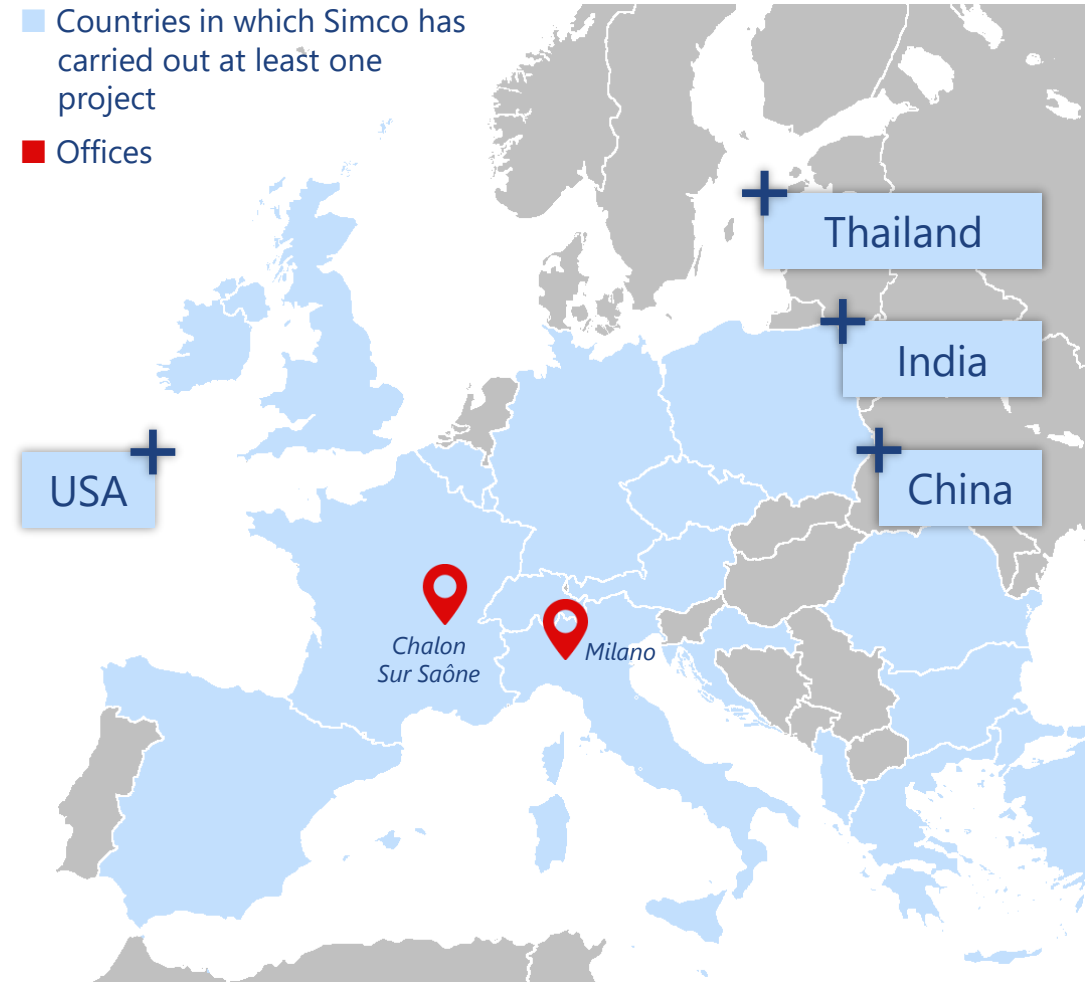 Countries in which Simco has
carried out at least one
project
Offices
Thailand
India
USA
China
Chalon
Sur Saône
Milano